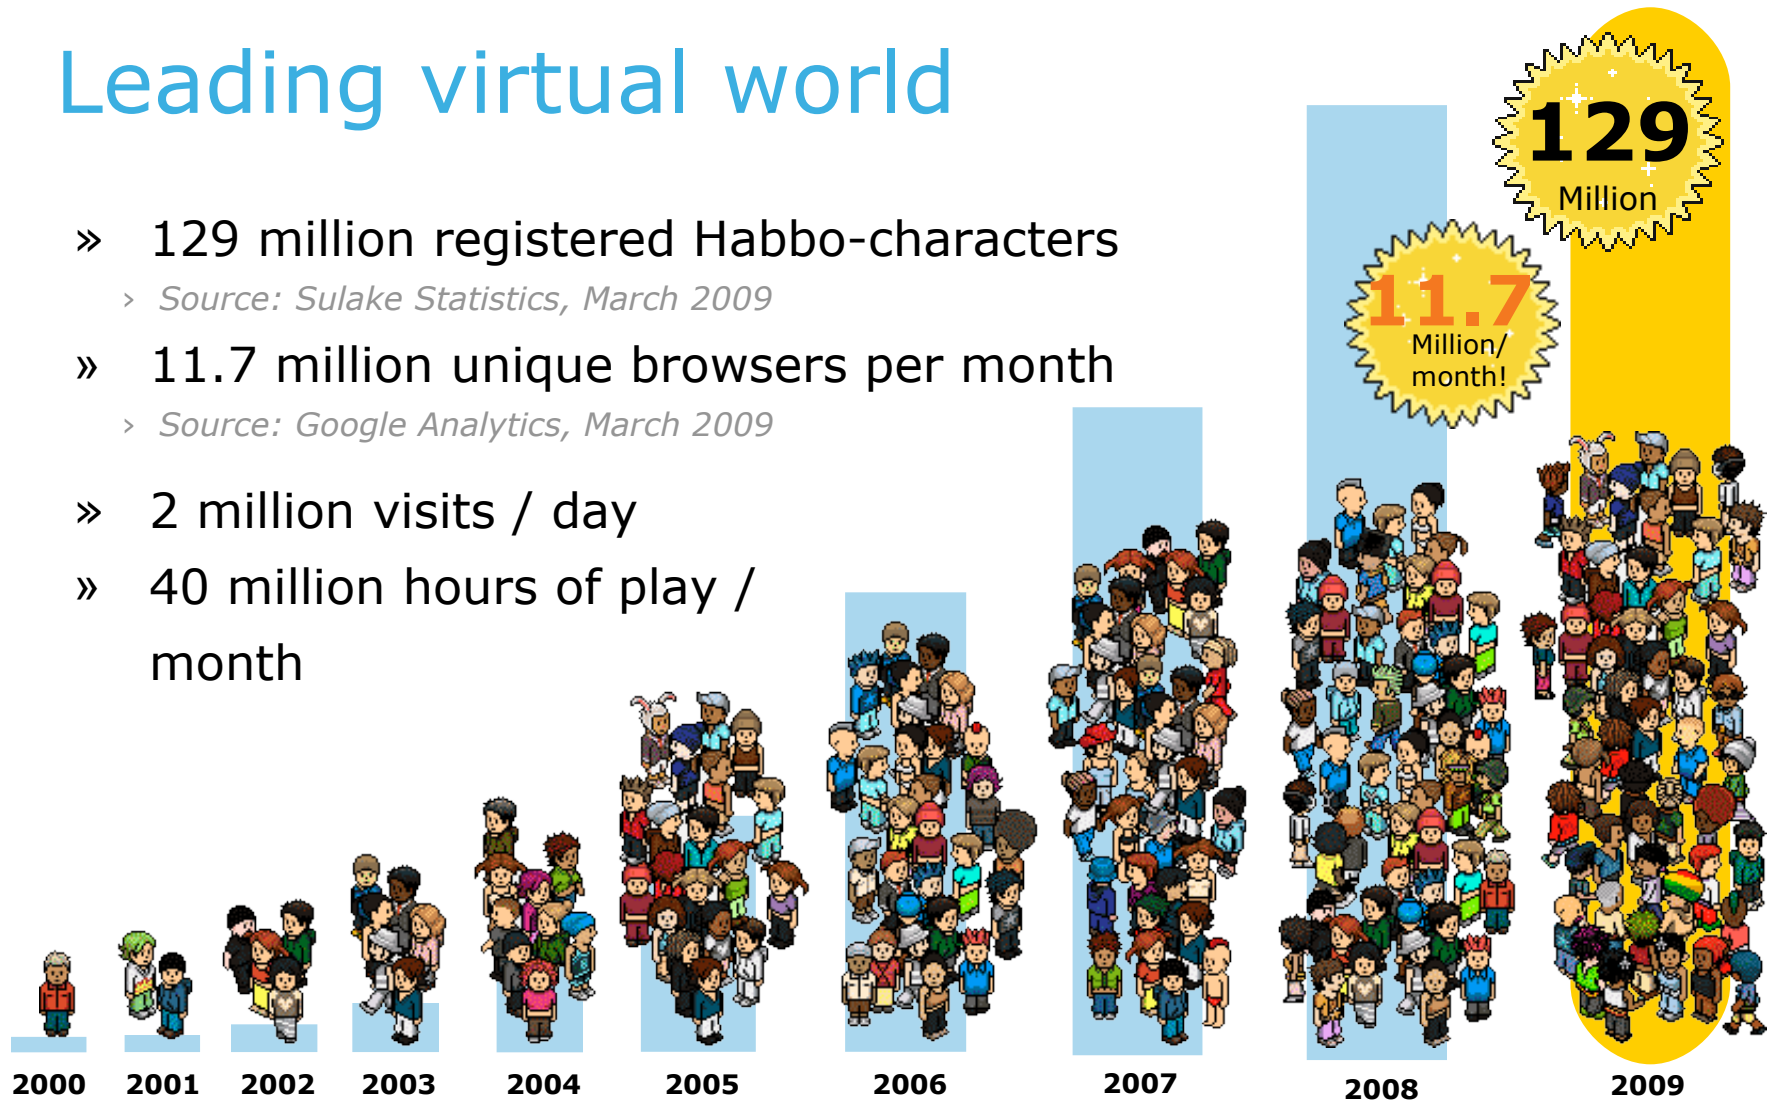 Leading virtual world
» 129 million registered Habbo-characters
› Source: Sulake Statistics, March 2009
» 11.7 million unique browsers per month
› Source: Google Analytics, March 2009
» 2 million visits / day
» 40 million hours of play /
month
129
Million
11.7
Million/
month!
2000 2001 2002 2003 2004 2005 2006 2007 2008 2009